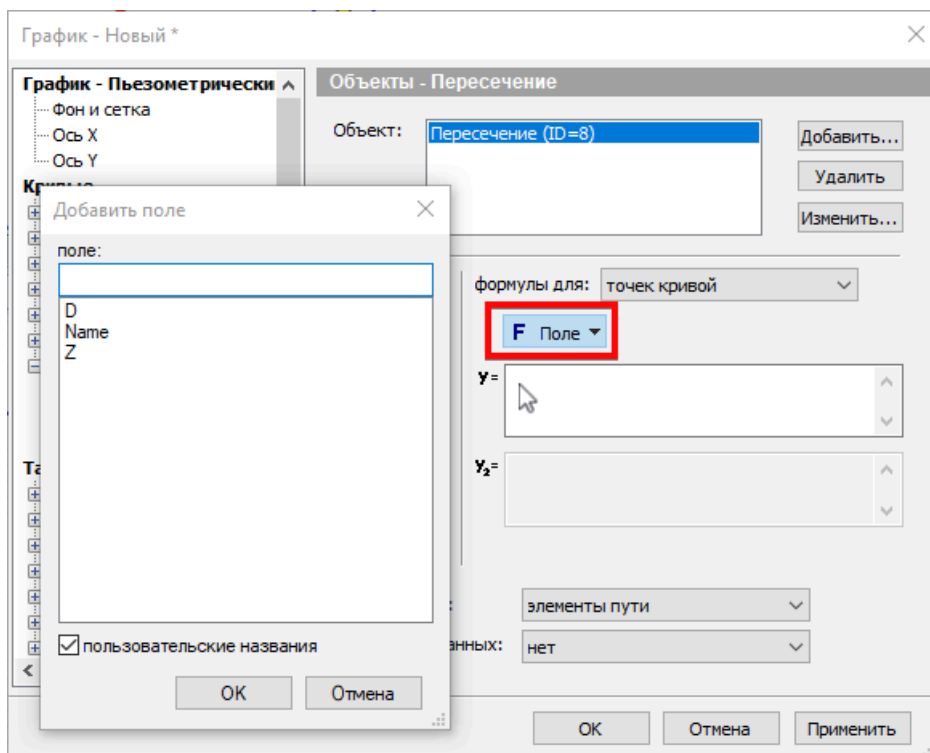 График - Новый *
График - Пьезометрически
Фон и сетка
Ось X
Ось Y
Объекты - Пересечение
Объект:
Пересечение (ID=8)
Добавить...
Удалить
Изменить...
Добавить поле
поле:
D
Name
Z
пользовательские названия
OK
Отмена
формулы для:
точек кривой
F Поле
y=
y₂=
элементы пути
анных:
нет
OK
Отмена
Применить